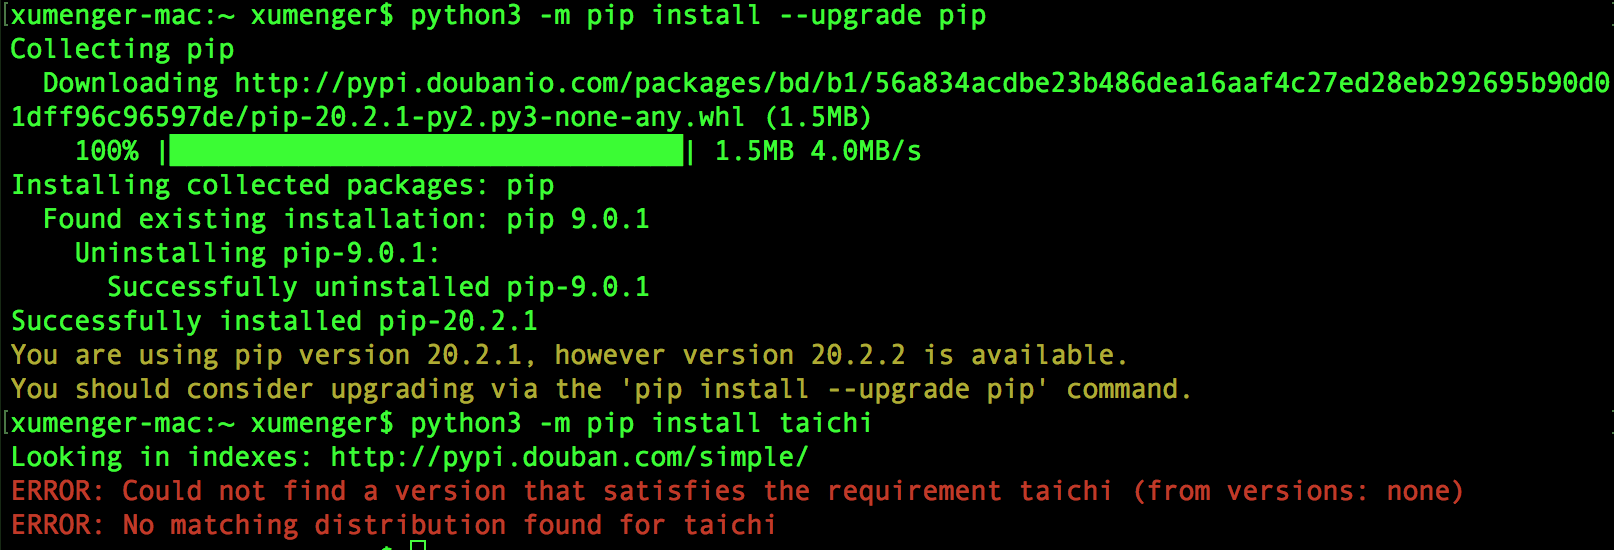 [xumenger-mac:~ xumenger$ python3 -m pip install --upgrade pip
Collecting pip
Downloading http://pypi.doubanio.com/packages/bd/b1/56a834acdbe23b486dea16aaf4c27ed28eb292695b90d0
1dff96c96597de/pip-20.2.1-py2.py3-none-any.whl (1.5MB)
100% |████████████████████████████████| 1.5MB 4.0MB/s
Installing collected packages: pip
Found existing installation: pip 9.0.1
Uninstalling pip-9.0.1:
Successfully uninstalled pip-9.0.1
Successfully installed pip-20.2.1
You are using pip version 20.2.1, however version 20.2.2 is available.
You should consider upgrading via the 'pip install --upgrade pip' command.
[xumenger-mac:~ xumenger$ python3 -m pip install taichi
Looking in indexes: http://pypi.douban.com/simple/
ERROR: Could not find a version that satisfies the requirement taichi (from versions: none)
ERROR: No matching distribution found for taichi